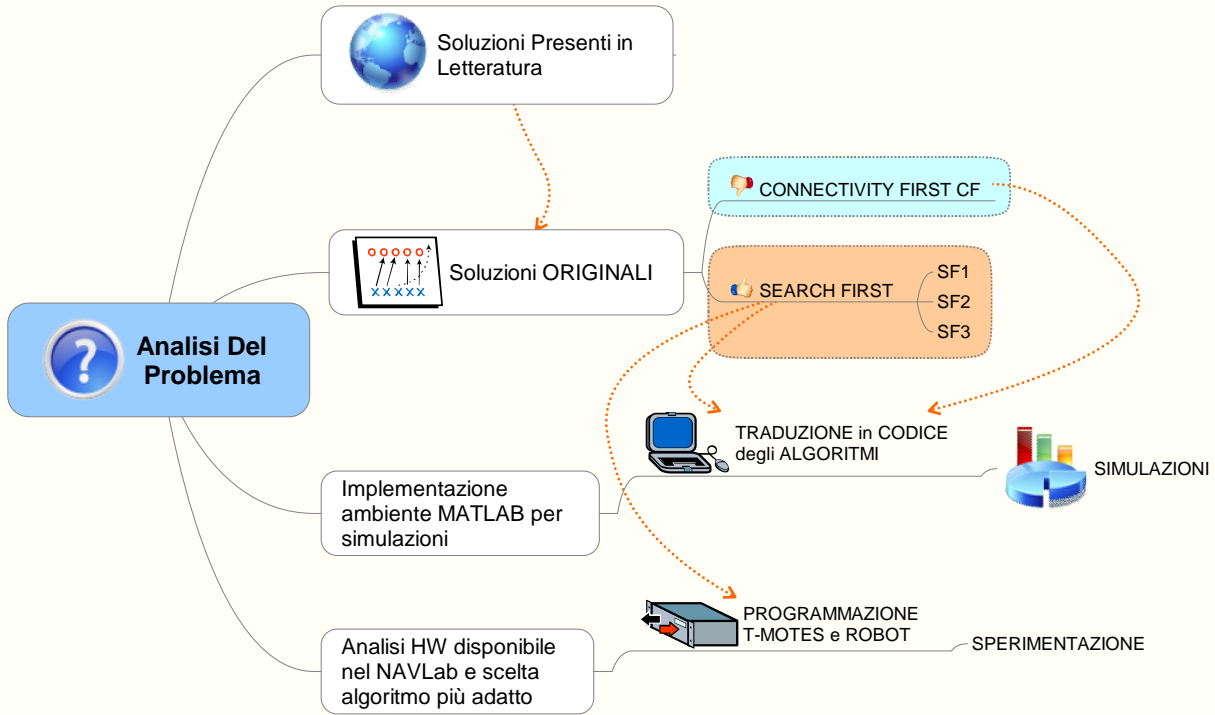 Soluzioni Presenti in
Letteratura
CONNECTIVITY FIRST CF
Soluzioni ORIGINALI
SEARCH FIRST
SF1
SF2
SF3
Analisi Del
Problema
TRADUZIONE in CODICE
degli ALGORITMI
SIMULAZIONI
Implementazione
ambiente MATLAB per
simulazioni
PROGRAMMAZIONE
T-MOTES e ROBOT
SPERIMENTAZIONE
Analisi HW disponibile
nel NAVLab e scelta
algoritmo più adatto